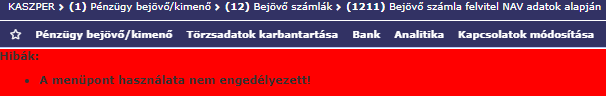 KASZPER > (1) Pénzügy bejövő/kimenő > (12) Bejövő számlák > (1211) Bejövő számla felvitel NAV adatok alapján
Pénzügy bejövő/kimenő Törzsadatok karbantartása Bank Analitika Kapcsolatok módosítása
Hibák:
• A menüpont használata nem engedélyezett!